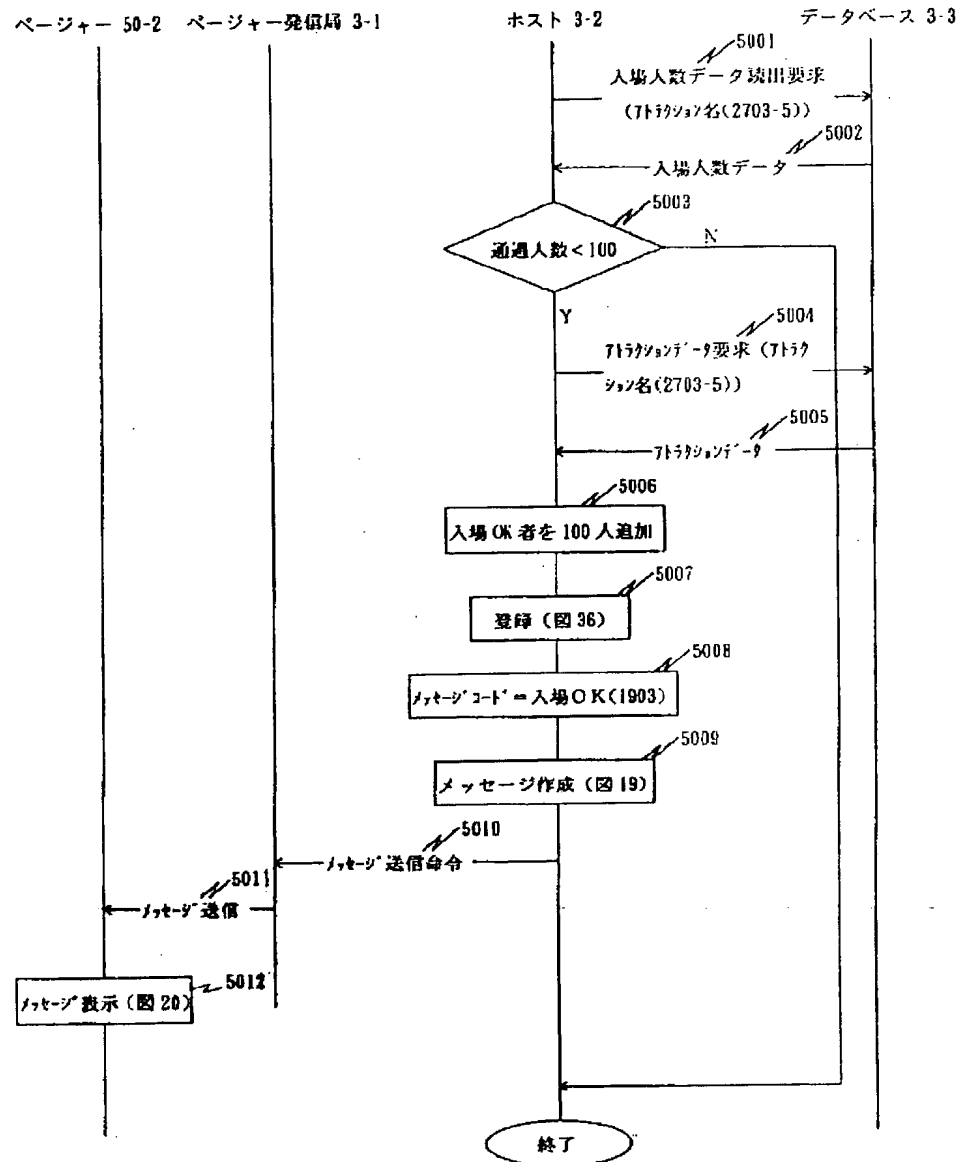 ページャー 50-2 ページャー発信局 3-1 ホスト 3-2 データベース 3-3
5001
入場人数データ読出要求
(アトラクション名(2703-5))
5002
入場人数データ
5003
通過人数<100
N
Y
5004
アトラクションデータ要求(アトラク
ション名(2703-5))
5005
アトラクションデータ
5006
入場OK者を100人追加
5007
登録(図36)
5008
メッセージコード=入場OK(1903)
5009
メッセージ作成(図19)
5010
メッセージ送信命令
5011
メッセージ送信
5012
メッセージ表示(図20)
終了